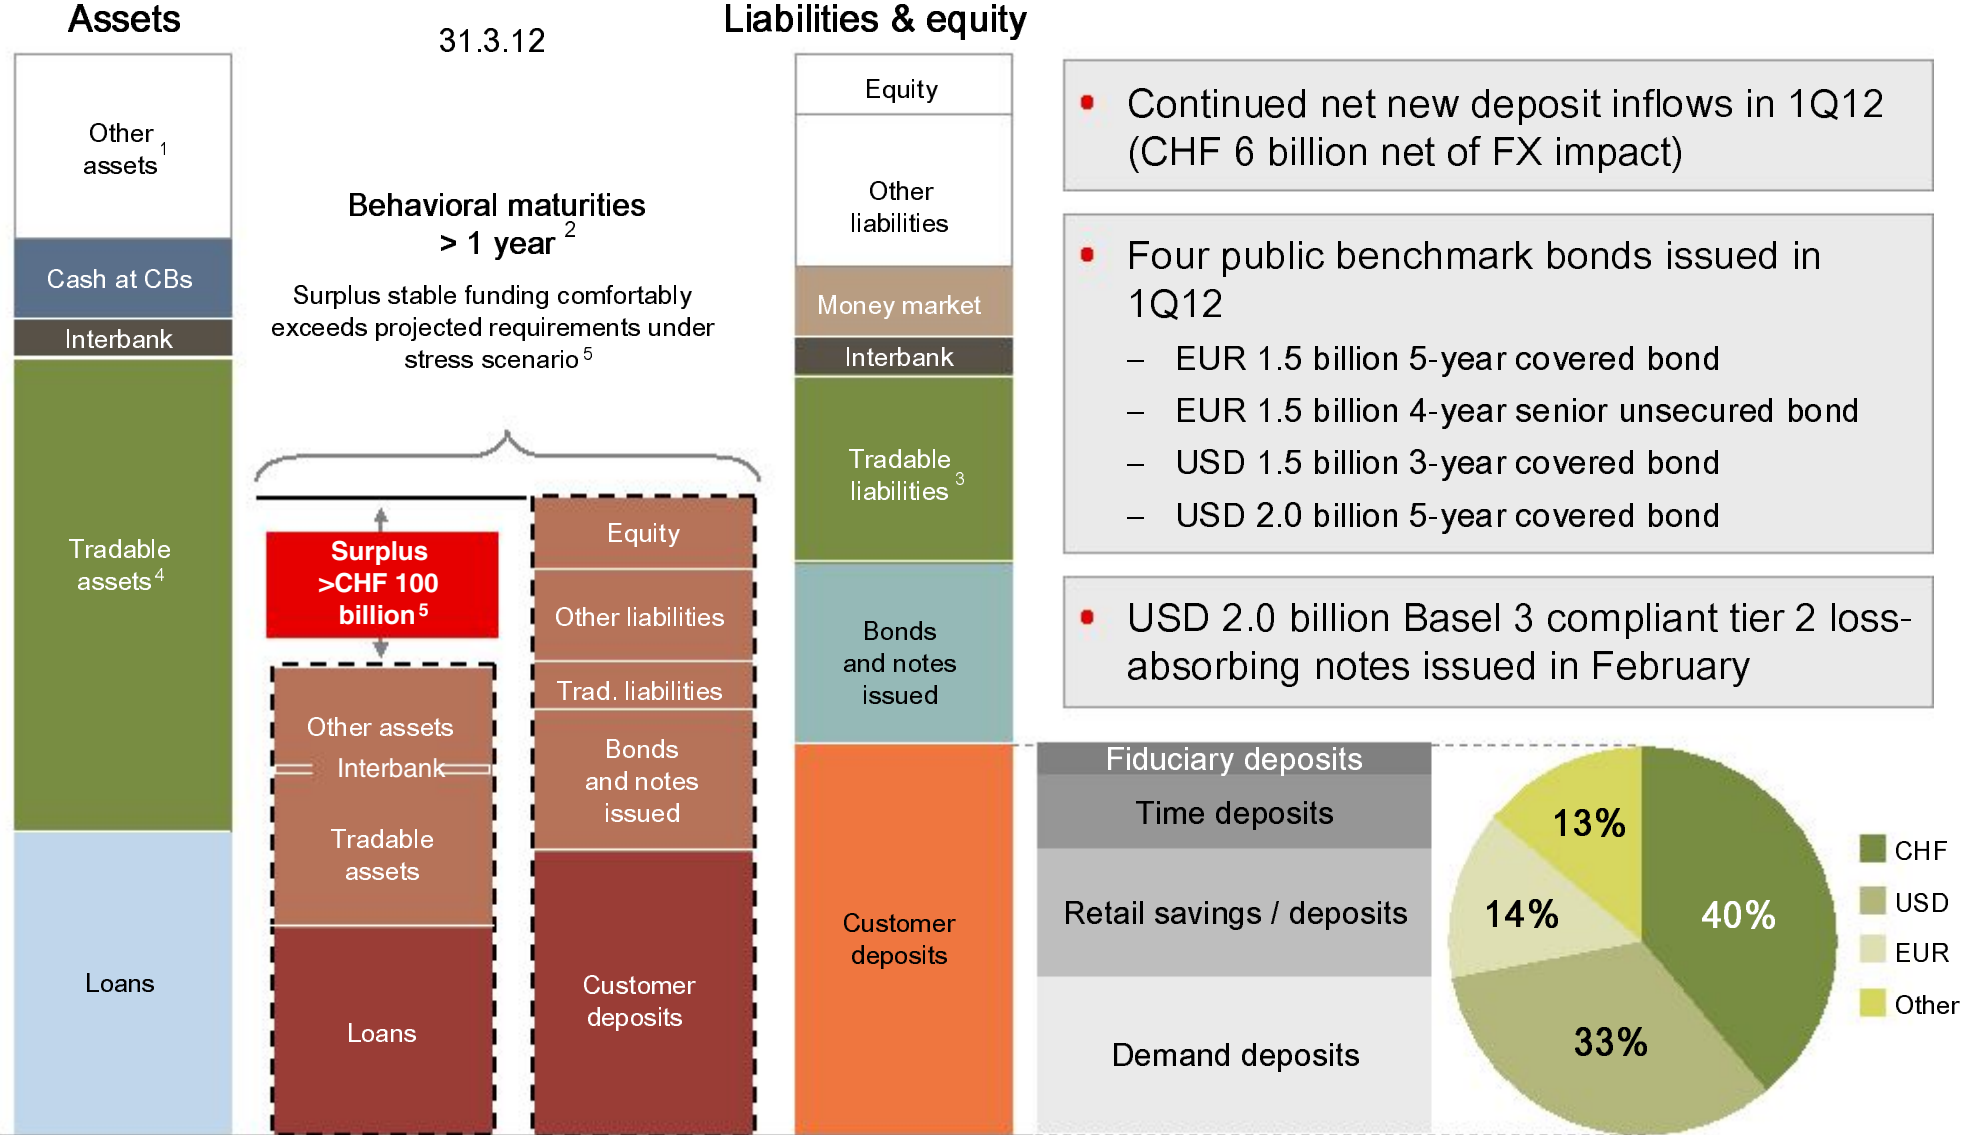 Assets
31.3.12
Liabilities & equity
Other
assets 1
Cash at CBs
Interbank
Tradable
assets 4
Loans
Behavioral maturities
> 1 year 2
Surplus stable funding comfortably
exceeds projected requirements under
stress scenario 5
Surplus
>CHF 100
billion 5
Other assets
Interbank
Tradable
assets
Loans
Equity
Other liabilities
Trad. liabilities
Bonds
and notes
issued
Customer
deposits
Equity
Other
liabilities
Money market
Interbank
Tradable
liabilities 3
Bonds
and notes
issued
Customer
deposits
• Continued net new deposit inflows in 1Q12
(CHF 6 billion net of FX impact)
• Four public benchmark bonds issued in
1Q12
– EUR 1.5 billion 5-year covered bond
– EUR 1.5 billion 4-year senior unsecured bond
– USD 1.5 billion 3-year covered bond
– USD 2.0 billion 5-year covered bond
• USD 2.0 billion Basel 3 compliant tier 2 loss-
absorbing notes issued in February
Fiduciary deposits
Time deposits
Retail savings / deposits
Demand deposits
13%
40%
14%
33%
CHF
USD
EUR
Other